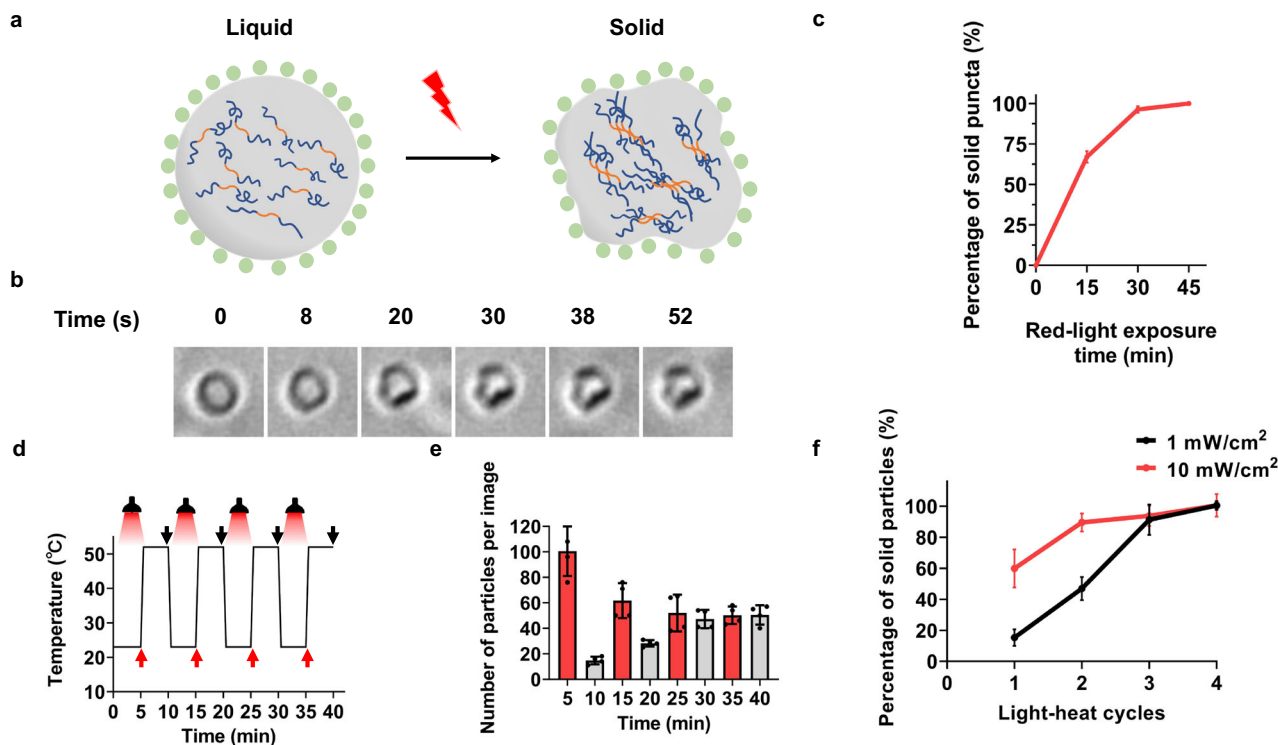 a
Liquid
Solid
b
Time (s) 0 8 20 30 38 52
c
Percentage of solid puncta (%)
100
75
50
25
0
0 15 30 45
Red-light exposure
time (min)
d
Temperature (°C)
50
40
30
20
10
0 5 10 15 20 25 30 35 40
Time (min)
e
Number of particles per image
120
100
80
60
40
20
0
5 10 15 20 25 30 35 40
Time (min)
f
1 mW/cm²
10 mW/cm²
Percentage of solid particles (%)
100
80
60
40
20
0
0 1 2 3 4
Light-heat cycles